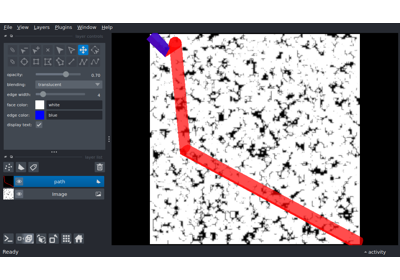 File View Layers Plugins Window Help
opacity: 0.70
blending: translucent
edge width: 4
face color: white
edge color: blue
display text:
path
Image
Ready
activity